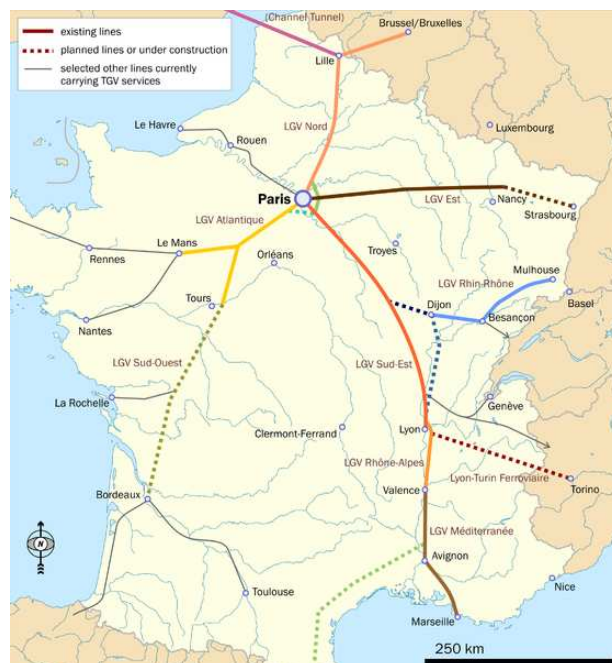 existing lines
planned lines or under construction
selected other lines currently
carrying TGV services
(Channel Tunnel)
Brussel/Bruxelles
Lille
Le Havre
Rouen
LGV Nord
Luxembourg
Paris
LGV Est
Nancy
Strasbourg
LGV Atlantique
Le Mans
Rennes
Orléans
Troyes
Mulhouse
LGV Rhin-Rhône
Basel
Tours
Dijon
Besançon
Nantes
LGV Sud-Ouest
LGV Sud-Est
La Rochelle
Genève
Clermont-Ferrand
Lyon
LGV Rhône-Alpes
Lyon-Turin Ferroviaire
Torino
Valence
Bordeaux
LGV Méditerranée
N
Avignon
Toulouse
Nice
Marseille
250 km